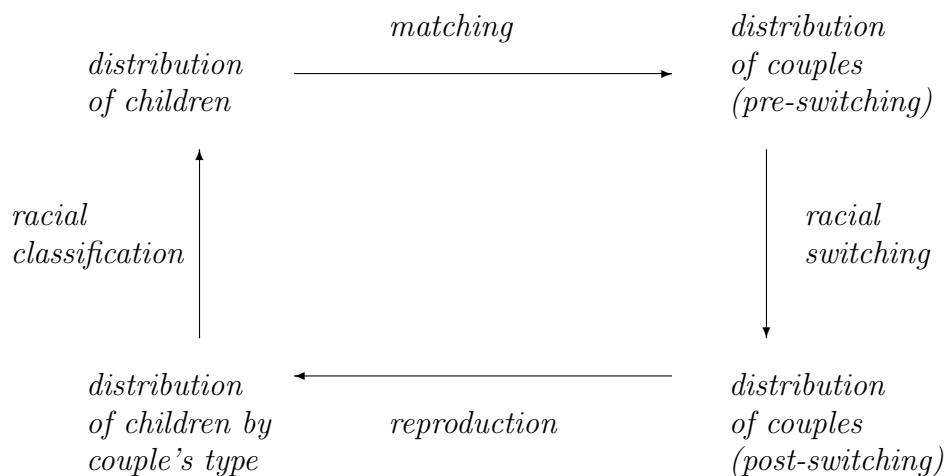 matching
distribution
of children
distribution
of couples
(pre-switching)
racial
classification
racial
switching
distribution
of children by
couple's type
reproduction
distribution
of couples
(post-switching)